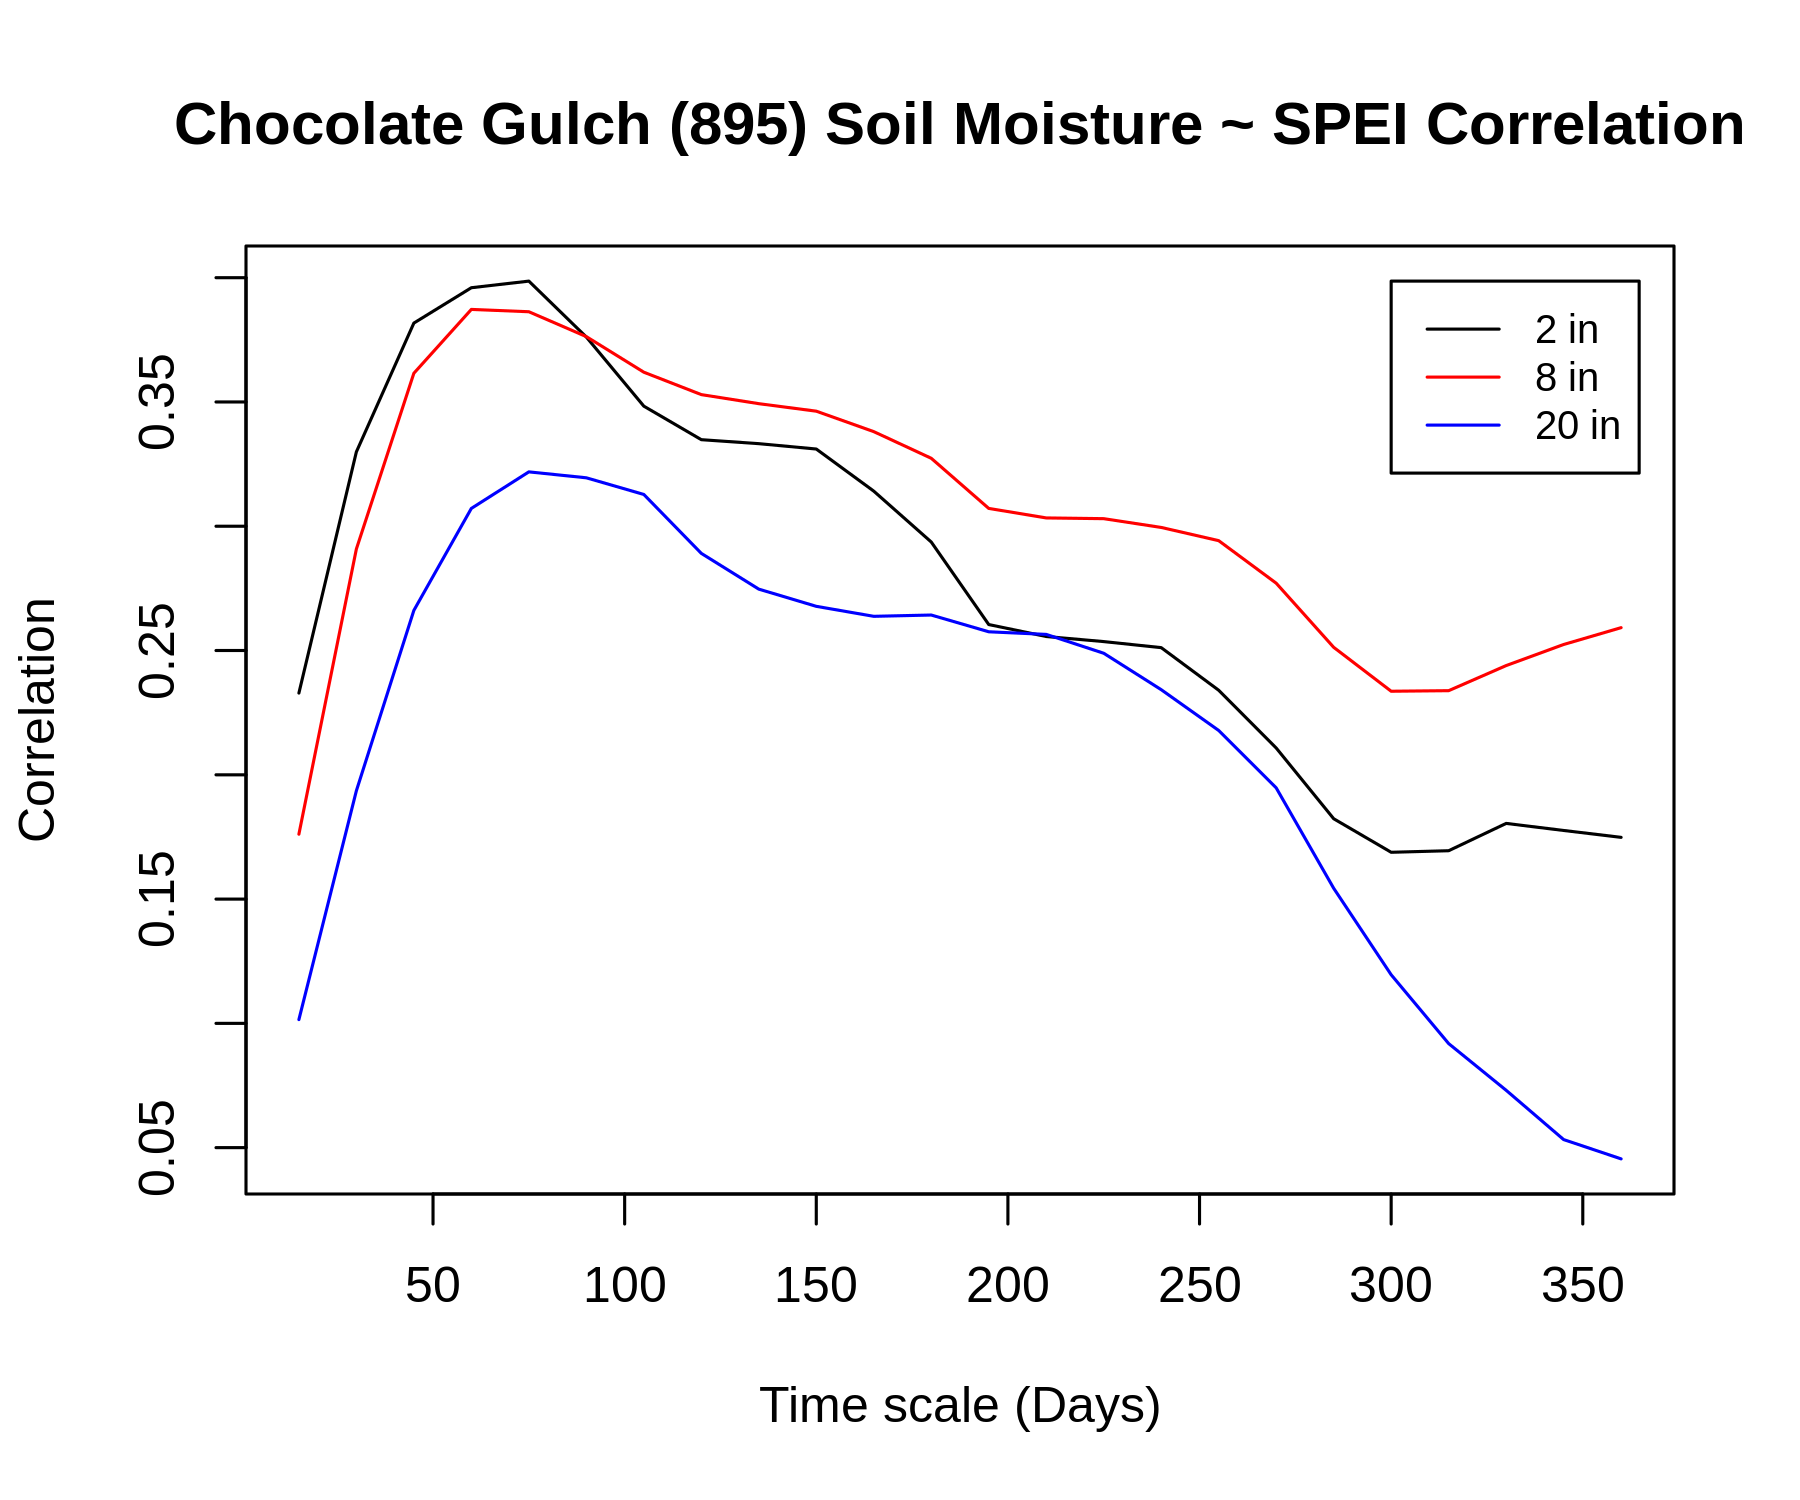 Chocolate Gulch (895) Soil Moisture ~ SPEI Correlation
2 in
8 in
20 in
Correlation
0.35
0.25
0.15
0.05
50 100 150 200 250 300 350
Time scale (Days)